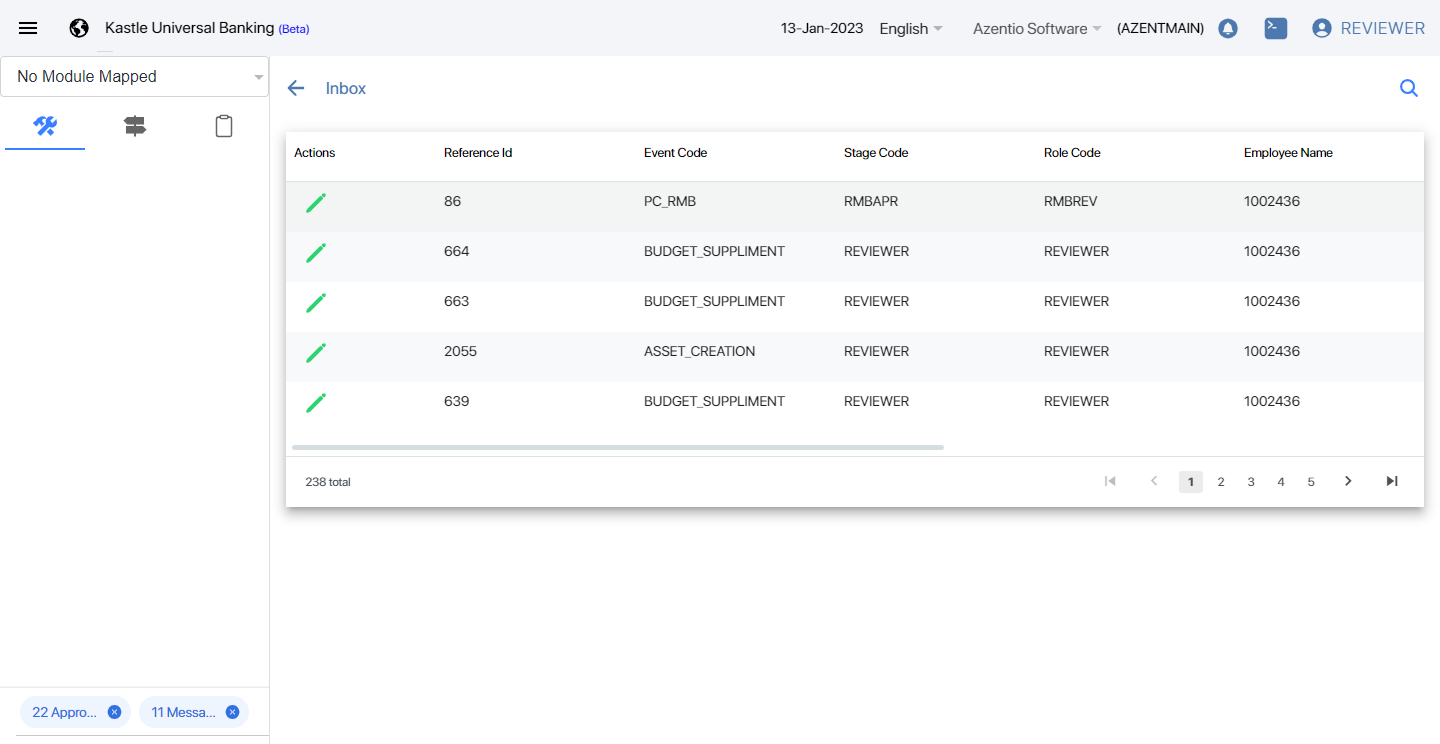 Kastle Universal Banking (Beta) 13-Jan-2023 English Azentio Software (AZENTMAIN) REVIEWER
No Module Mapped
Inbox
Actions Reference Id Event Code Stage Code Role Code Employee Name
86 PC_RMB RMBAPR RMBREV 1002436
664 BUDGET_SUPPLIMENT REVIEWER REVIEWER 1002436
663 BUDGET_SUPPLIMENT REVIEWER REVIEWER 1002436
2055 ASSET_CREATION REVIEWER REVIEWER 1002436
639 BUDGET_SUPPLIMENT REVIEWER REVIEWER 1002436
238 total 1 2 3 4 5
22 Appro... 11 Messa...